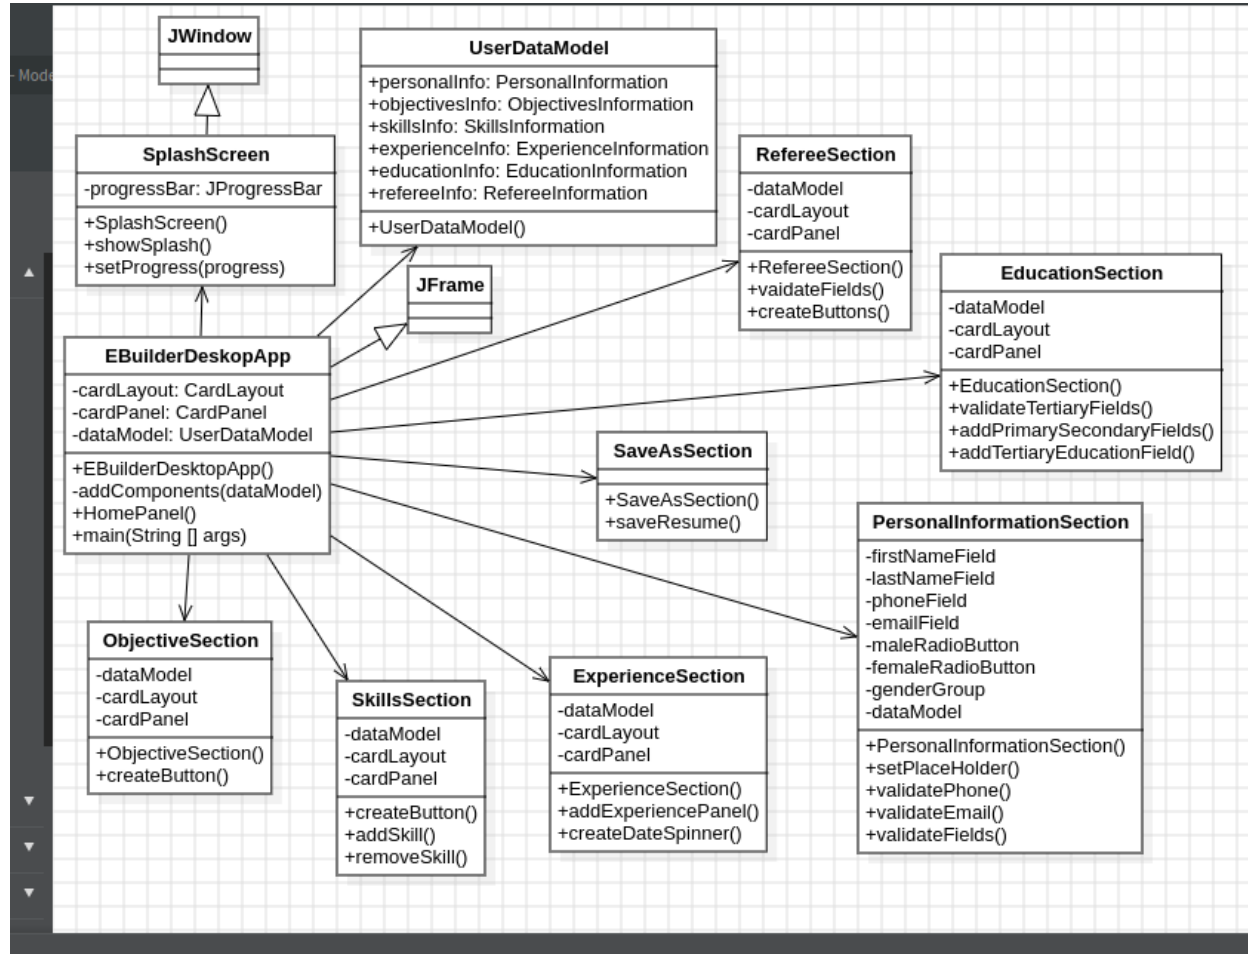 - Mode
JWindow
UserDataModel
+personalInfo: PersonalInformation
+objectivesInfo: ObjectivesInformation
+skillsInfo: SkillsInformation
+experienceInfo: ExperienceInformation
+educationInfo: EducationInformation
+refereeInfo: RefereeInformation
+UserDataModel()
SplashScreen
-progressBar: JProgressBar
+SplashScreen()
+showSplash()
+setProgress(progress)
RefereeSection
-dataModel
-cardLayout
-cardPanel
+RefereeSection()
+vaidateFields()
+createButtons()
JFrame
EducationSection
-dataModel
-cardLayout
-cardPanel
+EducationSection()
+validateTertiaryFields()
+addPrimarySecondaryFields()
+addTertiaryEducationField()
EBuilderDeskopApp
-cardLayout: CardLayout
-cardPanel: CardPanel
-dataModel: UserDataModel
+EBuilderDesktopApp()
-addComponents(dataModel)
+HomePanel()
+main(String [] args)
SaveAsSection
+SaveAsSection()
+saveResume()
PersonalInformationSection
-firstNameField
-lastNameField
-phoneField
-emailField
-maleRadioButton
-femaleRadioButton
-genderGroup
-dataModel
+PersonalInformationSection()
+setPlaceHolder()
+validatePhone()
+validateEmail()
+validateFields()
ObjectiveSection
-dataModel
-cardLayout
-cardPanel
+ObjectiveSection()
+createButton()
SkillsSection
-dataModel
-cardLayout
-cardPanel
+createButton()
+addSkill()
+removeSkill()
ExperienceSection
-dataModel
-cardLayout
-cardPanel
+ExperienceSection()
+addExperiencePanel()
+createDateSpinner()